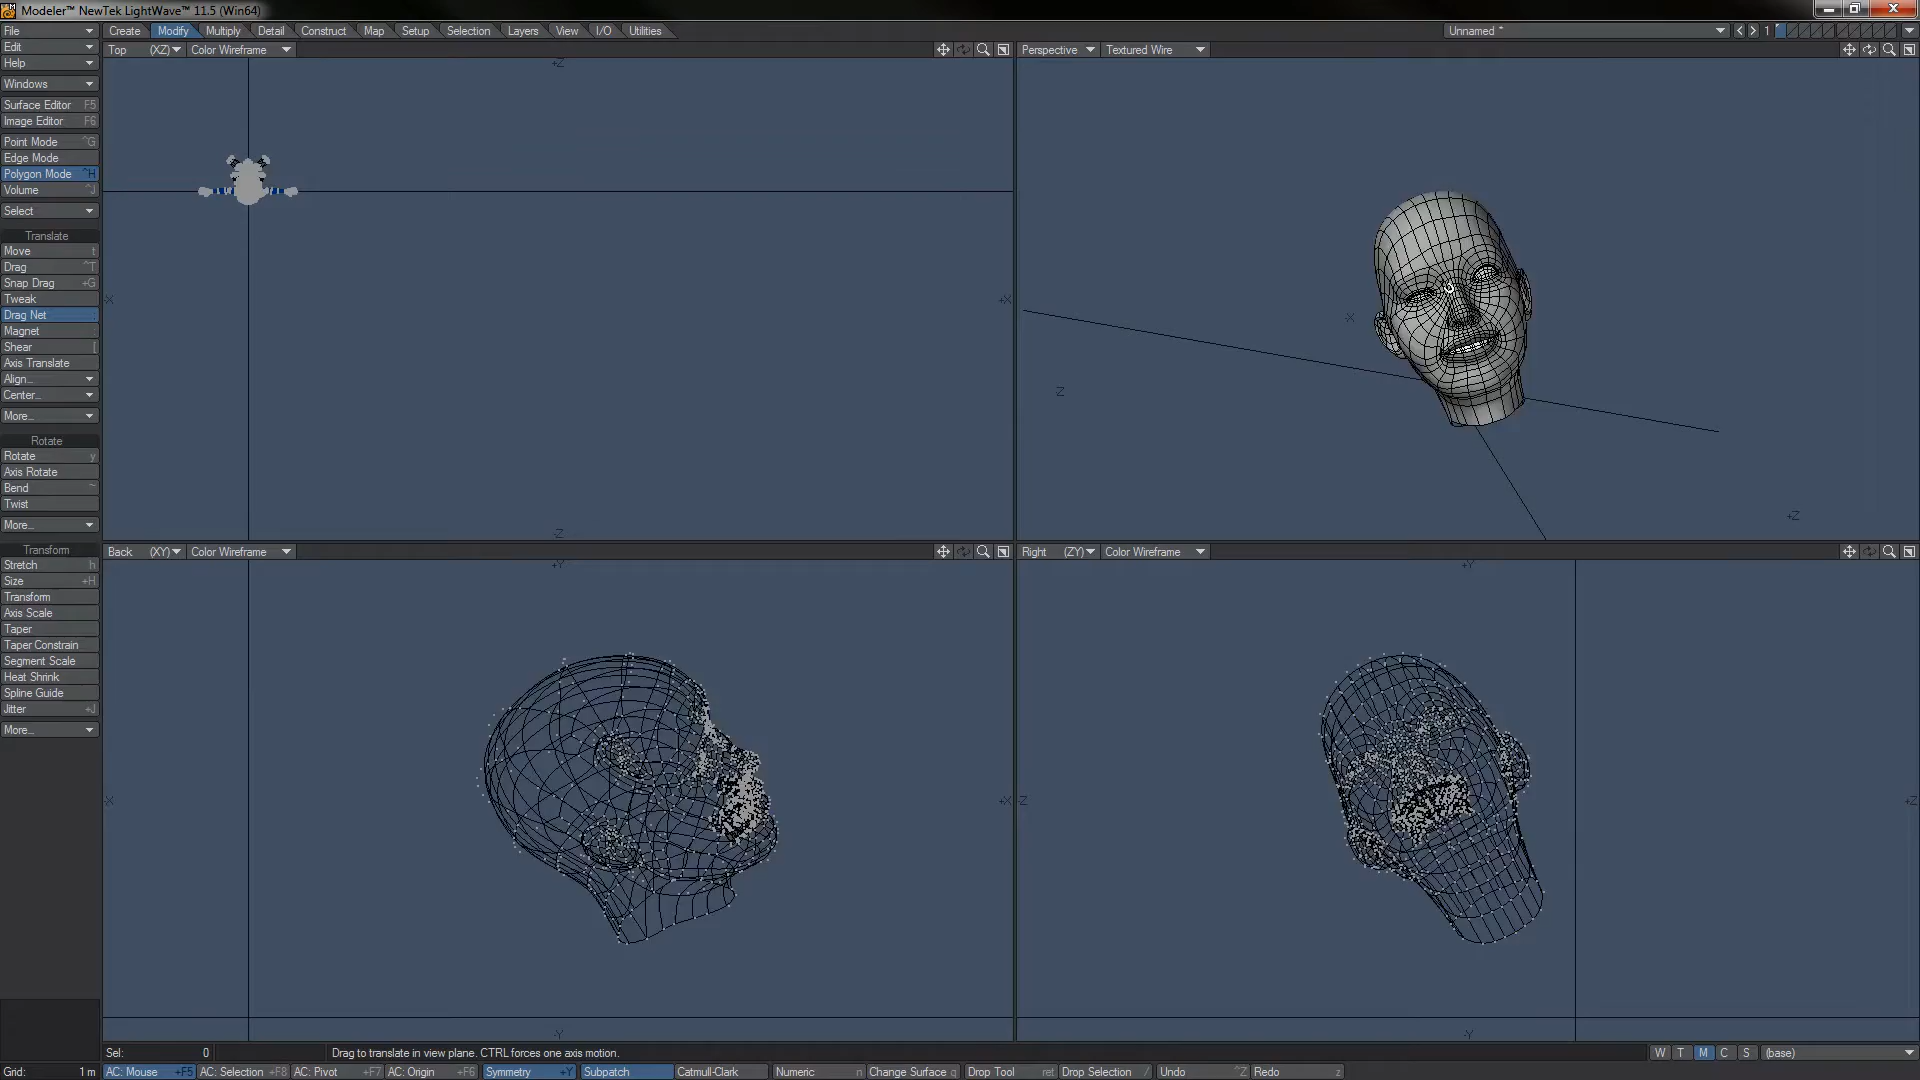 Modeler™ NewTek LightWave™ 11.5 (Win64)
File
Edit
Help
Windows
Surface Editor F5
Image Editor F6
Point Mode ^G
Edge Mode
Polygon Mode ^H
Volume ^J
Select
Translate
Move t
Drag ^T
Snap Drag +G
Tweak
Drag Net ;
Magnet :
Shear [
Axis Translate
Align...
Center...
More...
Rotate
Rotate y
Axis Rotate
Bend ~
Twist
More...
Transform
Stretch h
Size +H
Transform
Axis Scale
Taper
Taper Constrain
Segment Scale
Heat Shrink
Spline Guide
Jitter +J
More...
Create Modify Multiply Detail Construct Map Setup Selection Layers View I/O Utilities
Unnamed * < > 1
Top (XZ) Color Wireframe
+Z
-X
+X
-Z
Perspective Textured Wire
-X
-Z
+Z
Back (XY) Color Wireframe
+Y
-X
+X
-Y
Right (ZY) Color Wireframe
+Y
-Z
+Z
-Y
Sel: 0 Drag to translate in view plane. CTRL forces one axis motion.
W T M C S (base)
Grid: 1 m AC: Mouse +F5 AC: Selection +F8 AC: Pivot +F7 AC: Origin +F6 Symmetry +Y Subpatch Catmull-Clark Numeric n Change Surface q Drop Tool ret Drop Selection / Undo ^Z Redo z